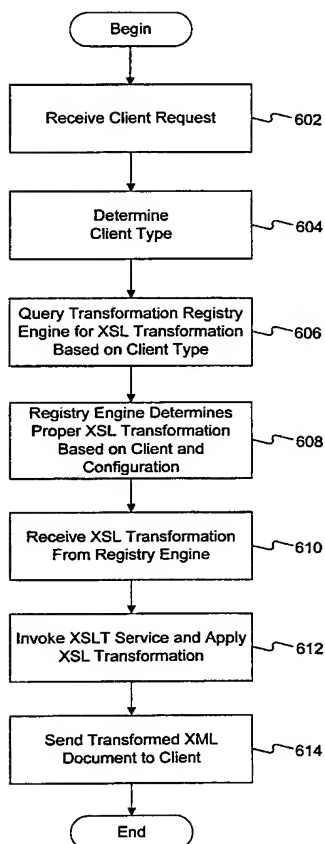 Begin
Receive Client Request
602
Determine
Client Type
604
Query Transformation Registry
Engine for XSL Transformation
Based on Client Type
606
Registry Engine Determines
Proper XSL Transformation
Based on Client and
Configuration
608
Receive XSL Transformation
From Registry Engine
610
Invoke XSLT Service and Apply
XSL Transformation
612
Send Transformed XML
Document to Client
614
End